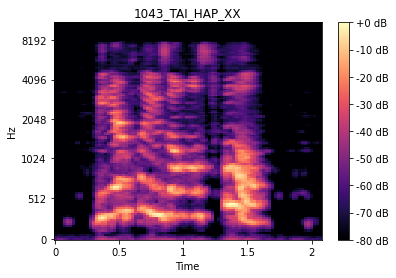 1043_TAI_HAP_XX
+0 dB
8192
-10 dB
4096
-20 dB
-30 dB
2048
-40 dB
Hz
1024
-50 dB
512
-60 dB
-70 dB
0
-80 dB
0 0.5 1 1.5 2
Time